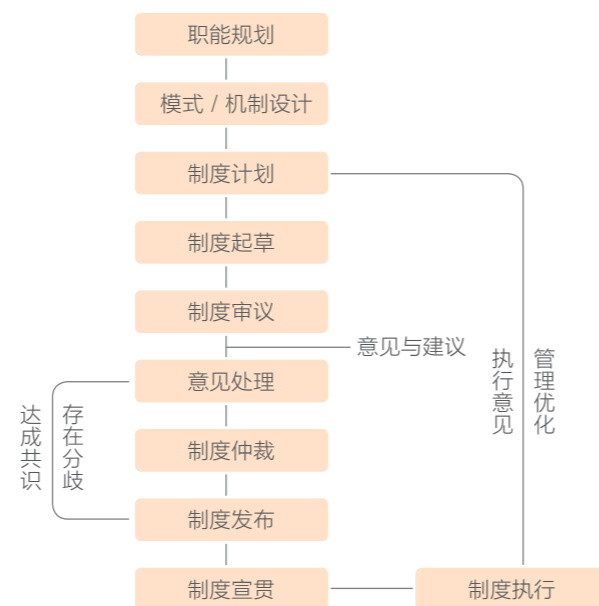 职能规划
模式 / 机制设计
制度计划
制度起草
制度审议
意见与建议
意见处理
制度仲裁
制度发布
制度宣贯
制度执行
达成共识
存在分歧
执行意见
管理优化